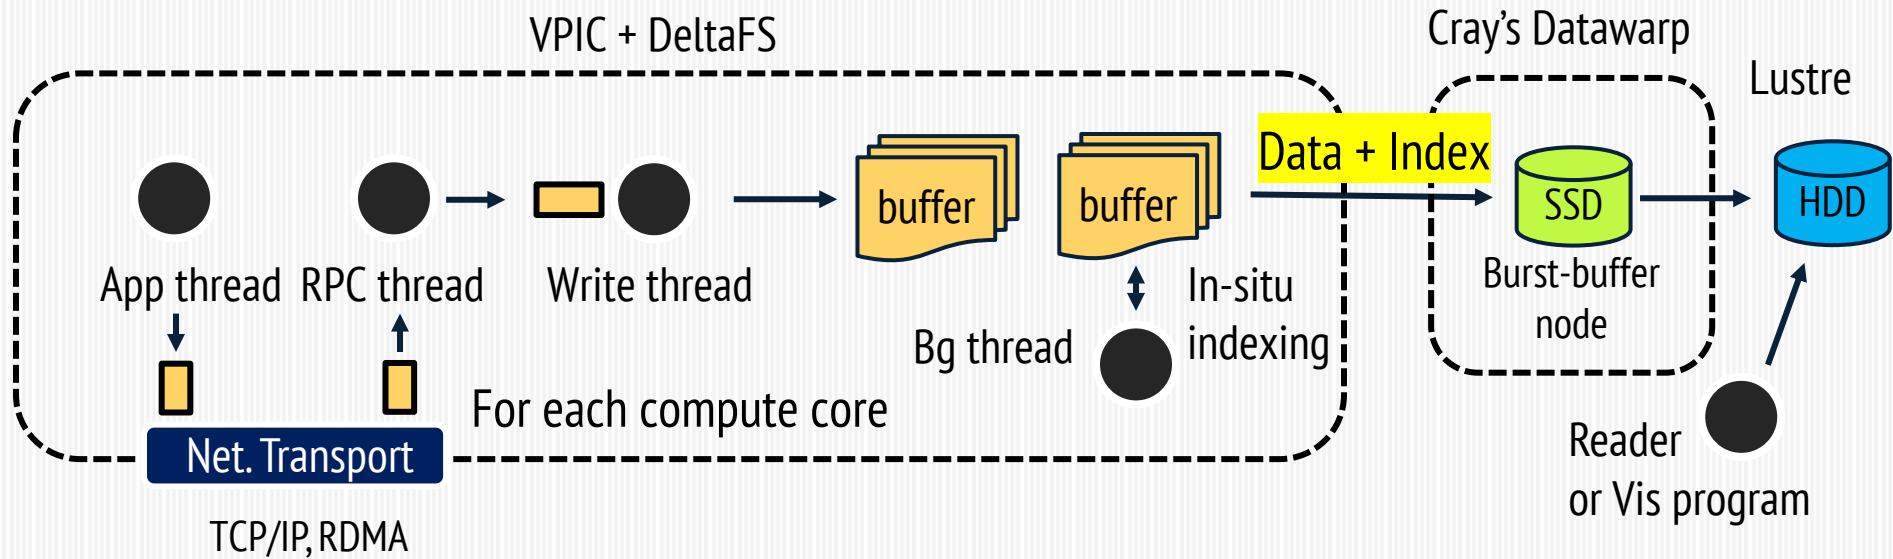 VPIC + DeltaFS
Cray's Datawarp
Lustre
Data + Index
buffer
buffer
SSD
HDD
App thread
RPC thread
Write thread
In-situ
indexing
Bg thread
Burst-buffer
node
For each compute core
Net. Transport
Reader
or Vis program
TCP/IP, RDMA